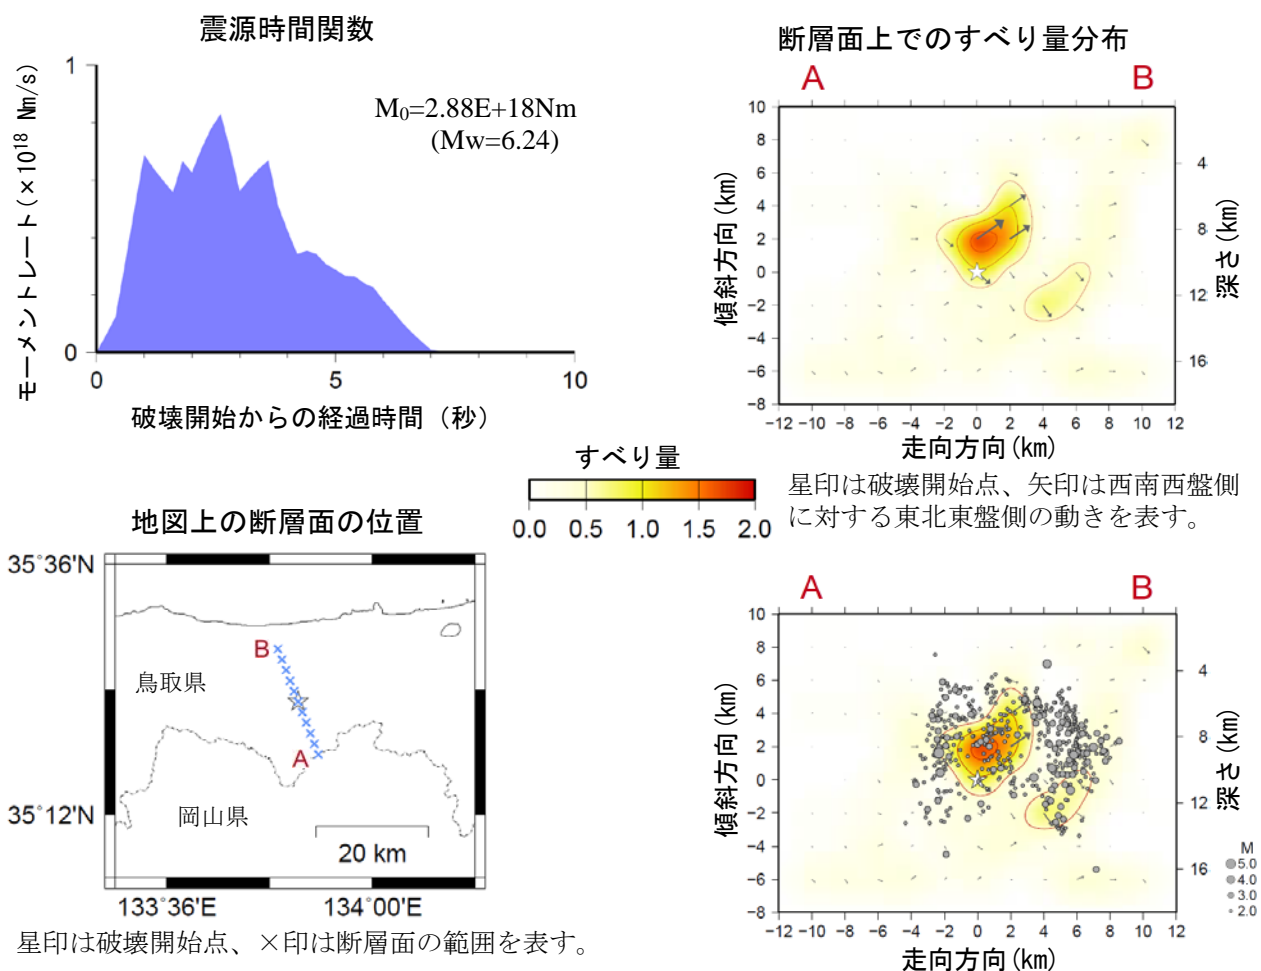 震源時間関数
モーメントレート(×10¹⁸ Nm/s)
1
0
M₀=2.88E+18Nm
(Mw=6.24)
0 5 10
破壊開始からの経過時間（秒）
断層面上でのすべり量分布
A B
傾斜方向(km)
10
8
6
4
2
0
−2
−4
−6
−8
4
8
12
16
深さ(km)
−12 −10 −8 −6 −4 −2 0 2 4 6 8 10 12
走向方向(km)
星印は破壊開始点、矢印は西南西盤側
に対する東北東盤側の動きを表す。
すべり量
0.0 0.5 1.0 1.5 2.0
地図上の断層面の位置
35°36'N
35°12'N
B
鳥取県
A
岡山県
20 km
133°36'E 134°00'E
星印は破壊開始点、×印は断層面の範囲を表す。
A B
傾斜方向(km)
10
8
6
4
2
0
−2
−4
−6
−8
4
8
12
16
深さ(km)
M
5.0
4.0
3.0
2.0
−12 −10 −8 −6 −4 −2 0 2 4 6 8 10 12
走向方向(km)